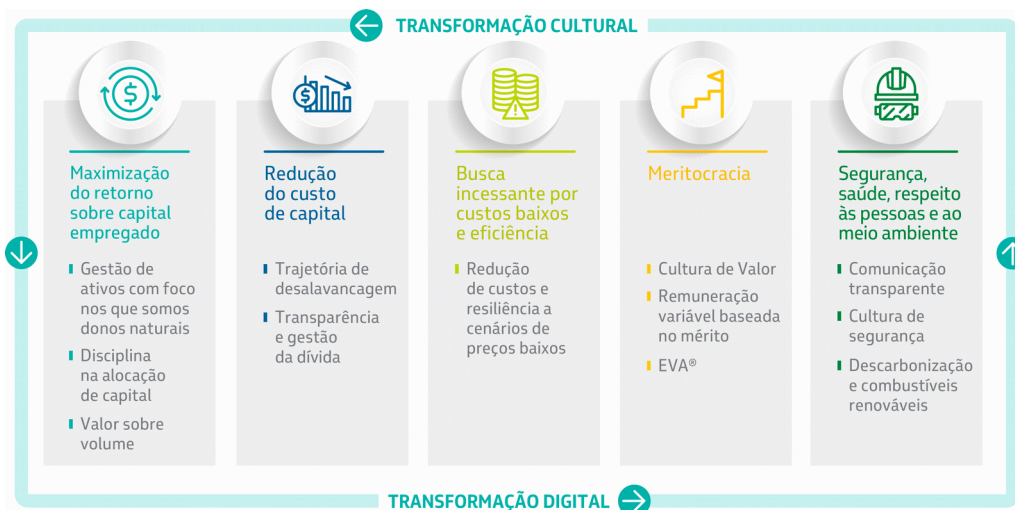 TRANSFORMAÇÃO CULTURAL
Maximização
do retorno
sobre capital
empregado
Gestão de
ativos com foco
nos que somos
donos naturais
Disciplina
na alocação
de capital
Valor sobre
volume
Redução
do custo
de capital
Trajetória de
desalavancagem
Transparência
e gestão
da dívida
Busca
incessante por
custos baixos
e eficiência
Redução
de custos e
resiliência a
cenários de
preços baixos
Meritocracia
Cultura de Valor
Remuneração
variável baseada
no mérito
EVA®
Segurança,
saúde, respeito
às pessoas e ao
meio ambiente
Comunicação
transparente
Cultura de
segurança
Descarbonização
e combustíveis
renováveis
TRANSFORMAÇÃO DIGITAL